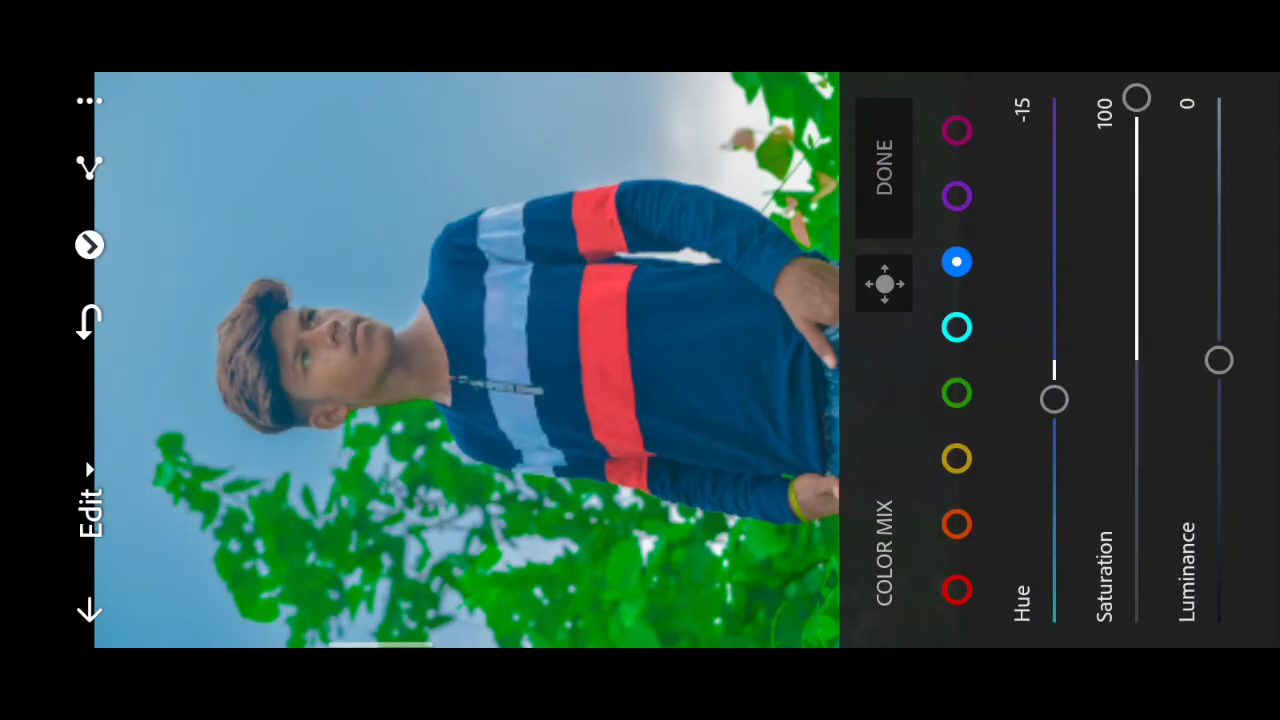 Edit
COLOR MIX
DONE
Hue
-15
Saturation
100
Luminance
0